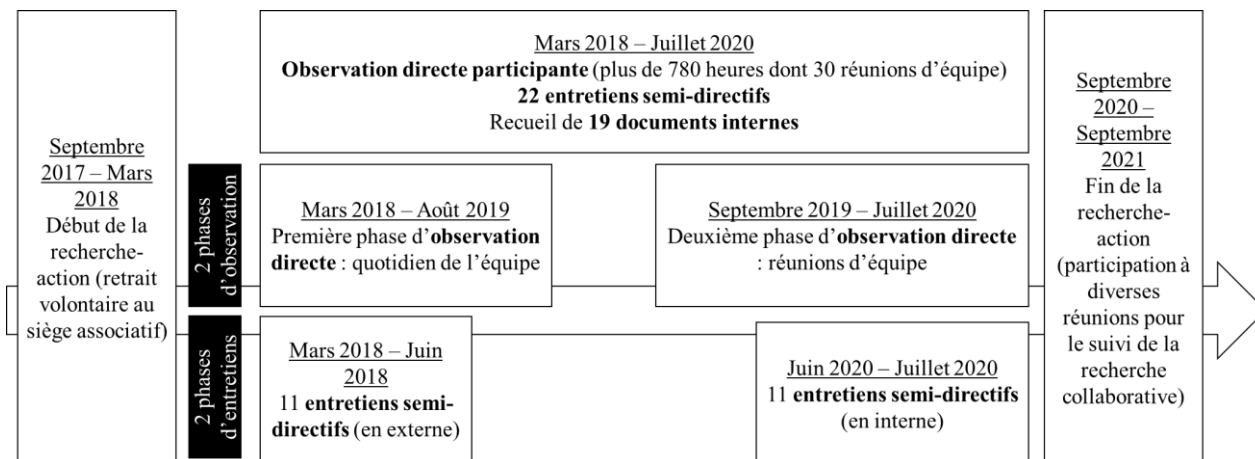 Septembre
2017 – Mars
2018
Début de la
recherche-
action (retrait
volontaire au
siège associatif)
Mars 2018 – Juillet 2020
Observation directe participante (plus de 780 heures dont 30 réunions d'équipe)
22 entretiens semi-directifs
Recueil de 19 documents internes
2 phases
d'observation
Mars 2018 – Août 2019
Première phase d'observation
directe : quotidien de l'équipe
Septembre 2019 – Juillet 2020
Deuxième phase d'observation directe
: réunions d'équipe
2 phases
d'entretiens
Mars 2018 – Juin
2018
11 entretiens semi-
directifs (en externe)
Juin 2020 – Juillet 2020
11 entretiens semi-directifs
(en interne)
Septembre
2020 –
Septembre
2021
Fin de la
recherche-
action
(participation à
diverses
réunions pour
le suivi de la
recherche
collaborative)